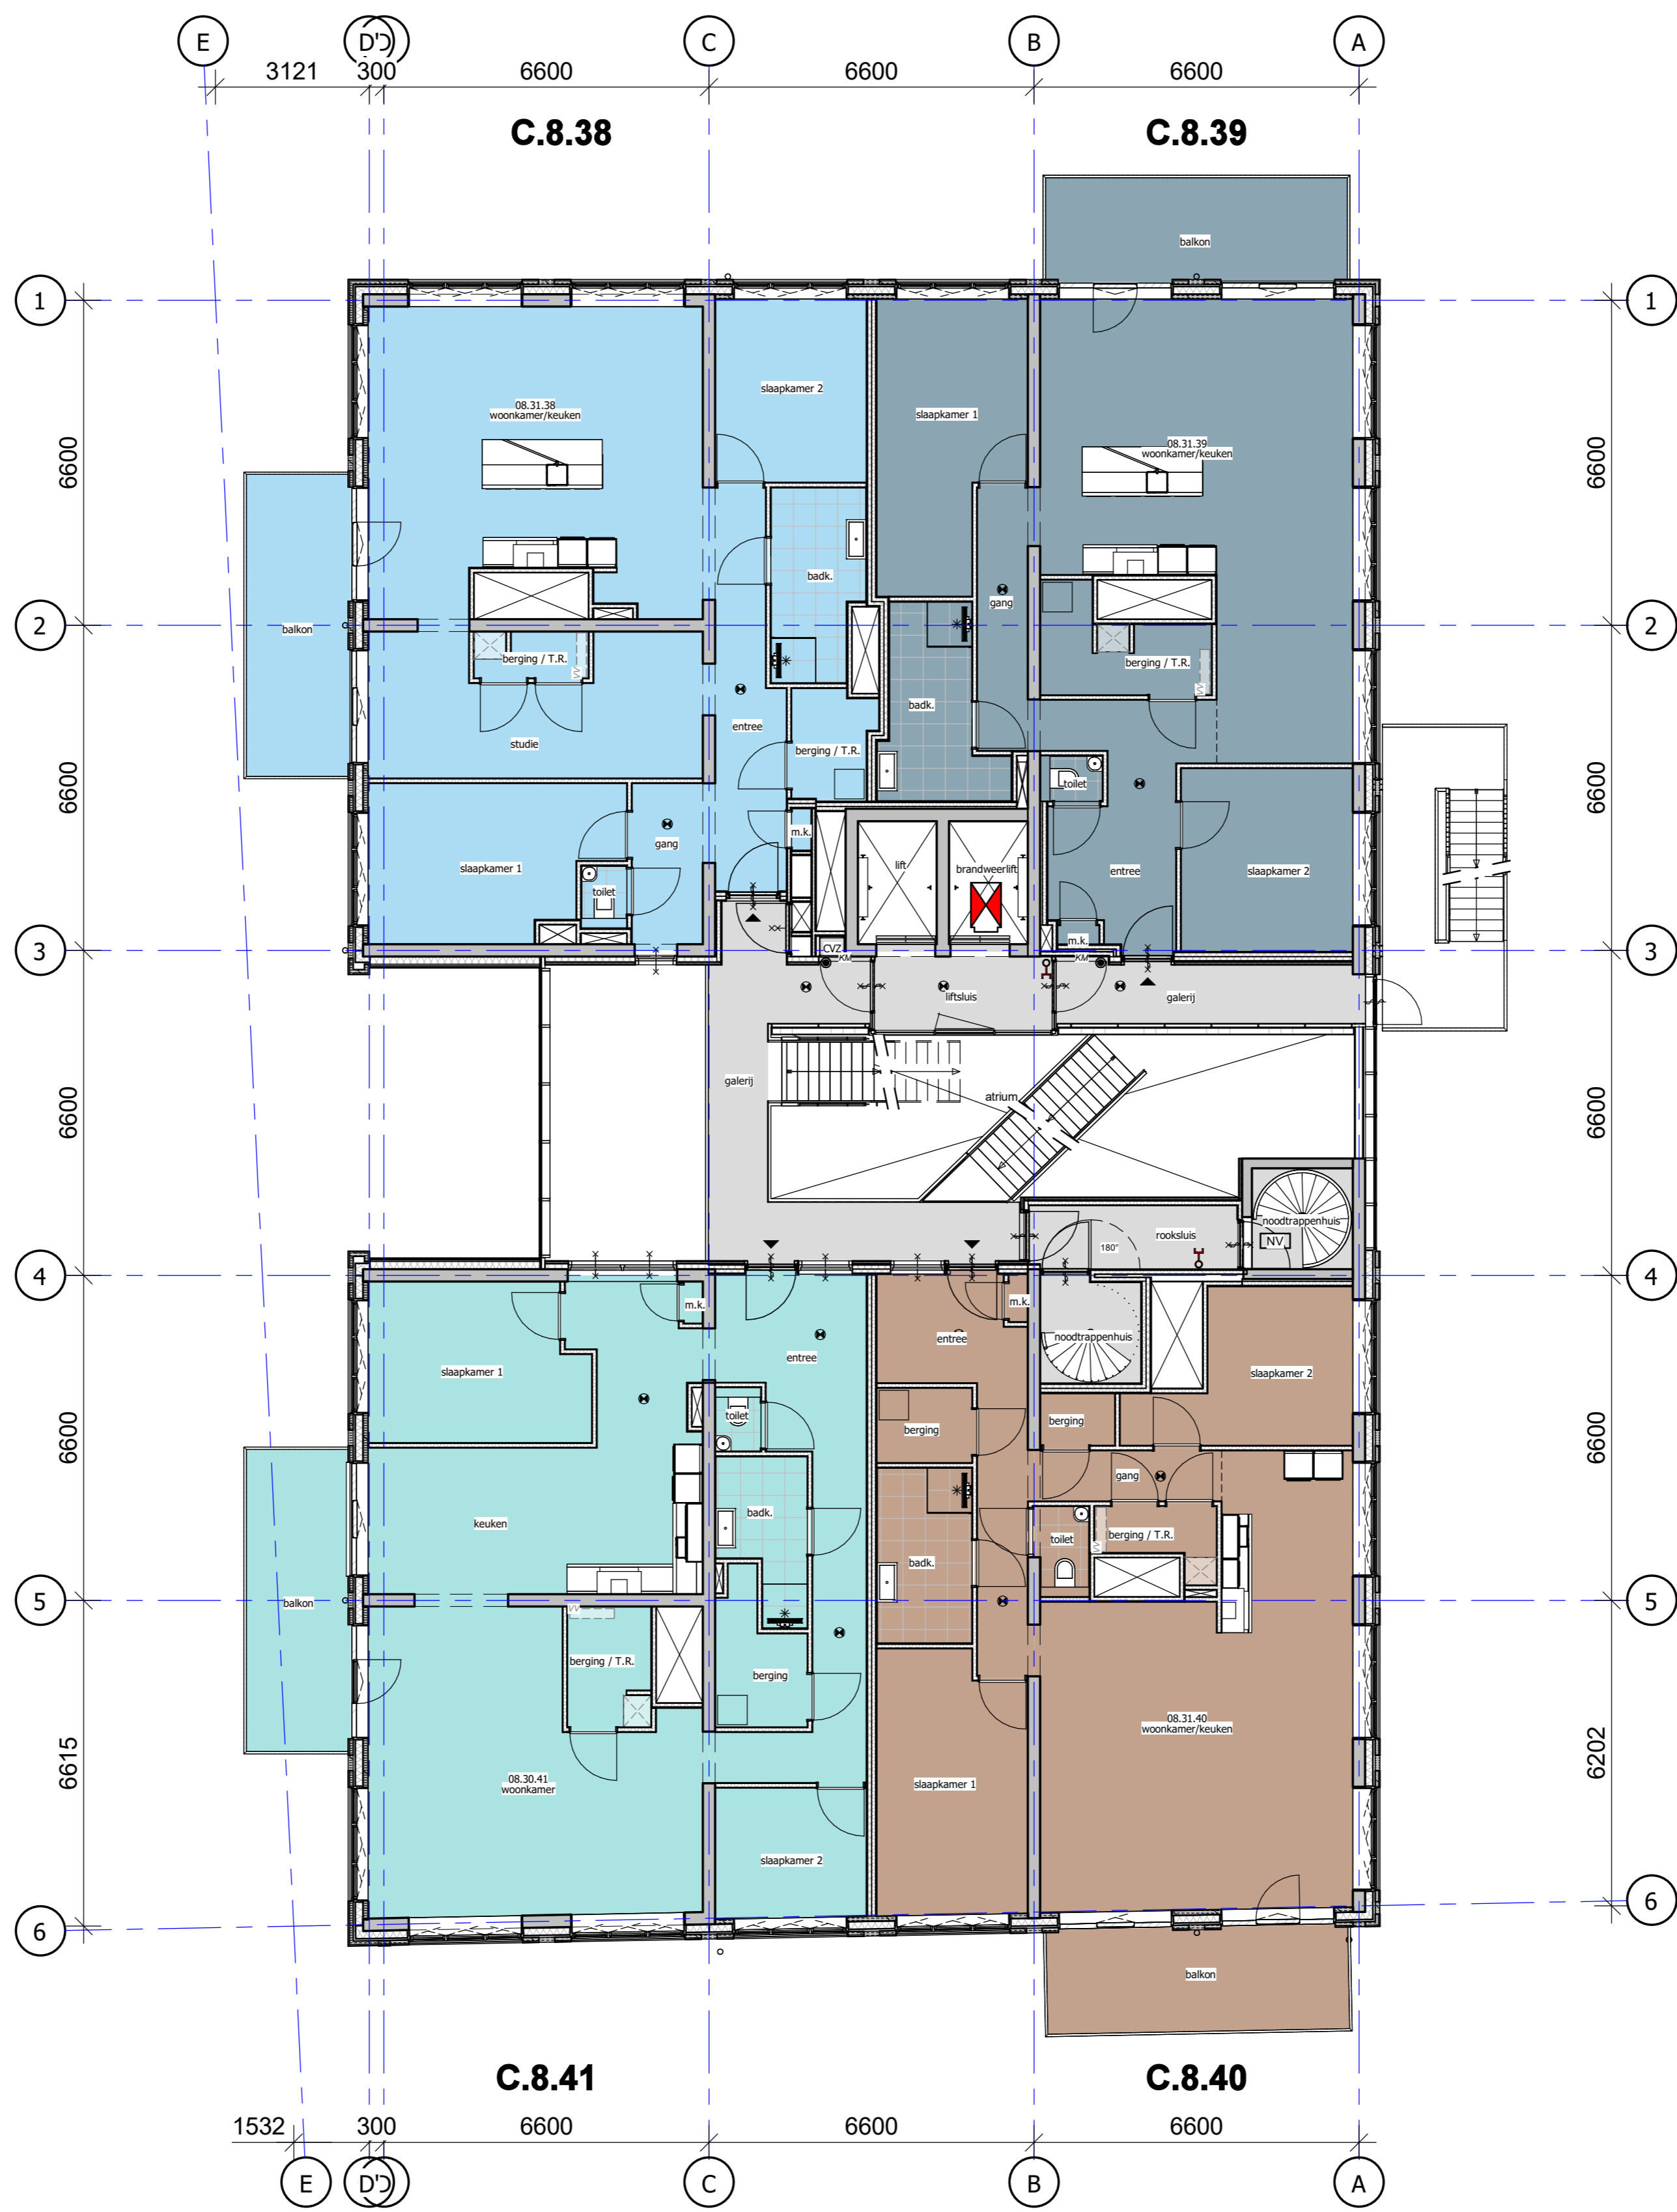 E D' D C B A
3121 300 6600 6600 6600
C.8.38 C.8.39
balkon
1 1
slaapkamer 2
08.31.38
woonkamer/keuken
slaapkamer 1
08.31.39
woonkamer/keuken
6600 6600
badk.
gang
2 2
balkon
berging / T.R.
VV
berging / T.R.
VV
badk.
entree
studie
berging / T.R.
toilet
6600 6600
m.k.
gang
lift
brandweerlift
slaapkamer 1
entree
slaapkamer 2
toilet
m.k.
3 3
CVZ
KM
KM
liftsluis
galerij
galerij
atrium
6600 6600
noodtrappenhuis
rooksluis
NV
180°
4 4
m.k.
m.k.
entree
noodtrappenhuis
entree
slaapkamer 1
slaapkamer 2
toilet
berging
berging
6600 6600
gang
keuken
badk.
berging / T.R.
VV
toilet
badk.
5 5
balkon
VV
berging / T.R.
berging
08.31.40
woonkamer/keuken
6615 6202
08.30.41
woonkamer
slaapkamer 1
slaapkamer 2
6 6
balkon
C.8.41 C.8.40
1532 300 6600 6600 6600
E D' D C B A